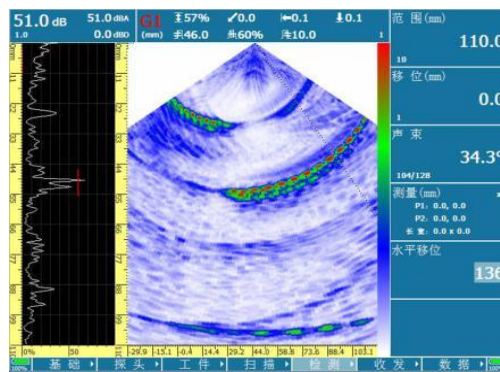 51.0 dB 51.0 dBA
1.0 0.0 dBΩ
G1 57% 0.0 0.1 0.1
(mm) 46.0 60% 10.0 1
范 围(mm)
110.0
10
移 位(mm)
0.0
1
声 束
34.3°
104/128
测量(mm)
P1: 0.0, 0.0
P2: 0.0, 0.0
长 宽: 0.0 x 0.0
水平移位
136
0% 50
-29.9 -15.1 -0.4 14.4 29.2 44.0 58.8 73.6 88.4 103.1
100% 基 础 探 头 工 件 扫 描 检 测 收 发 数 据 100%